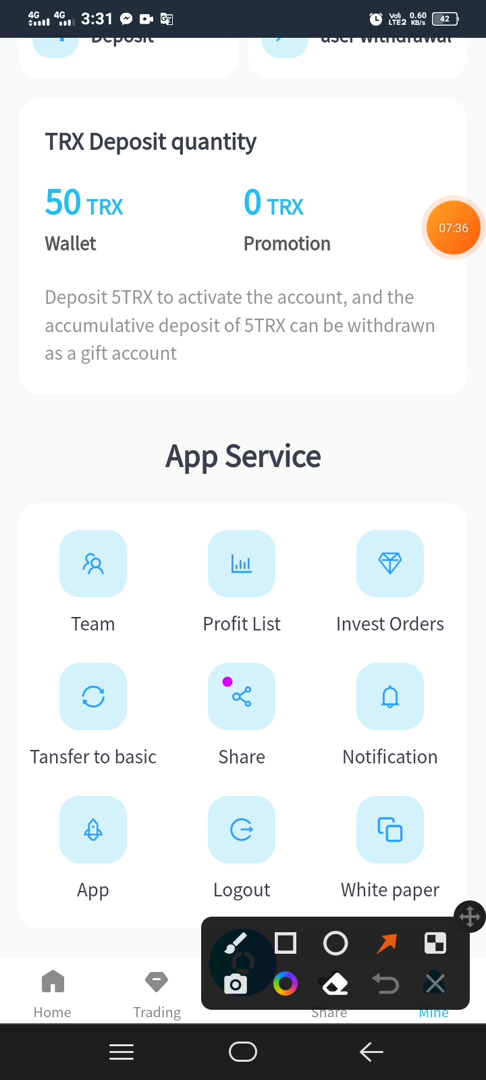 4G 4G 3:31 Vo) LTE2 0.60 KB/s 42
Deposit user withdrawal
TRX Deposit quantity
50 TRX 0 TRX
07:36
Wallet Promotion
Deposit 5TRX to activate the account, and the
accumulative deposit of 5TRX can be withdrawn
as a gift account
App Service
Team Profit List Invest Orders
Tansfer to basic Share Notification
App Logout White paper
Home Trading Share Mine